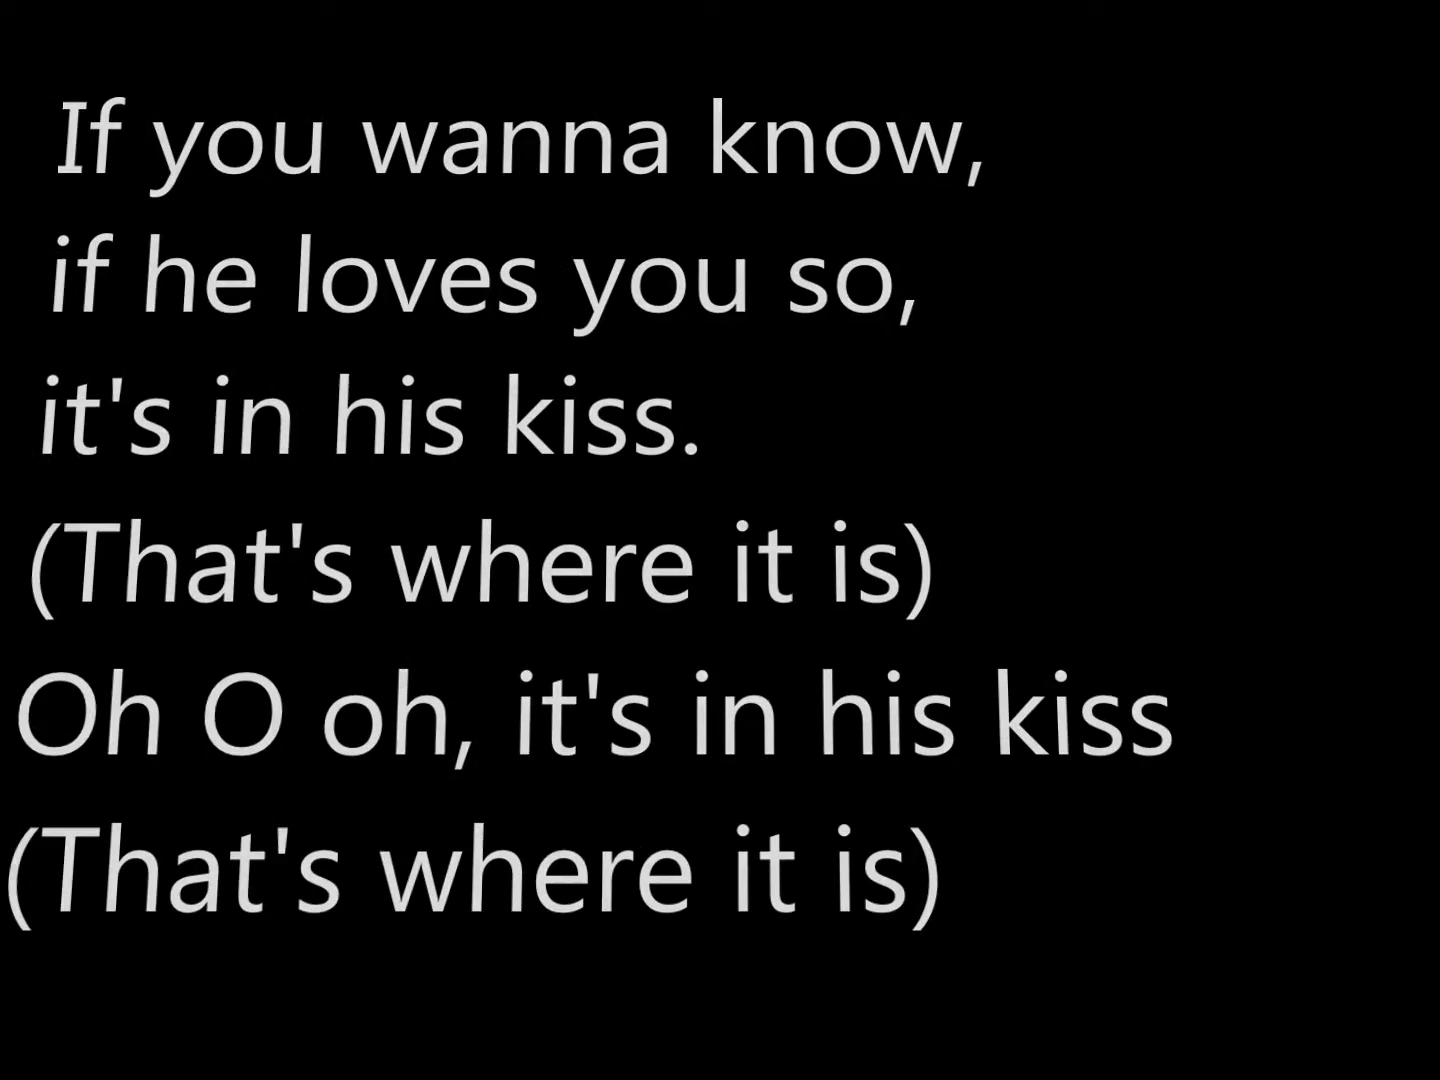 If you wanna know,
if he loves you so,
it's in his kiss.
(That's where it is)
Oh O oh, it's in his kiss
(That's where it is)